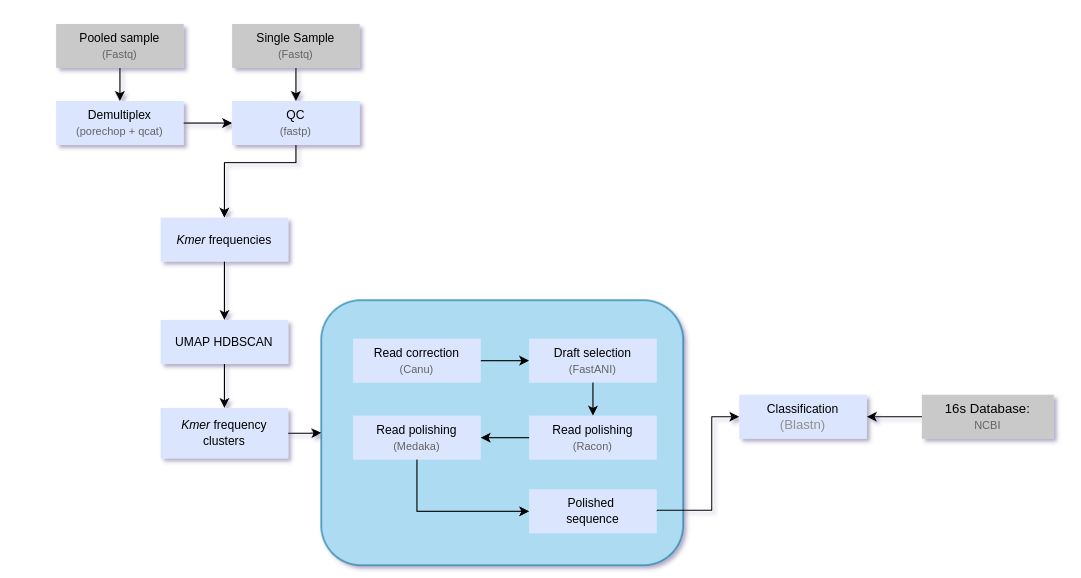 Pooled sample
(Fastq)
Single Sample
(Fastq)
Demultiplex
(porechop + qcat)
QC
(fastp)
Kmer frequencies
UMAP HDBSCAN
Kmer frequency
clusters
Read correction
(Canu)
Draft selection
(FastANI)
Read polishing
(Racon)
Read polishing
(Medaka)
Polished
sequence
Classification
(Blastn)
16s Database:
NCBI